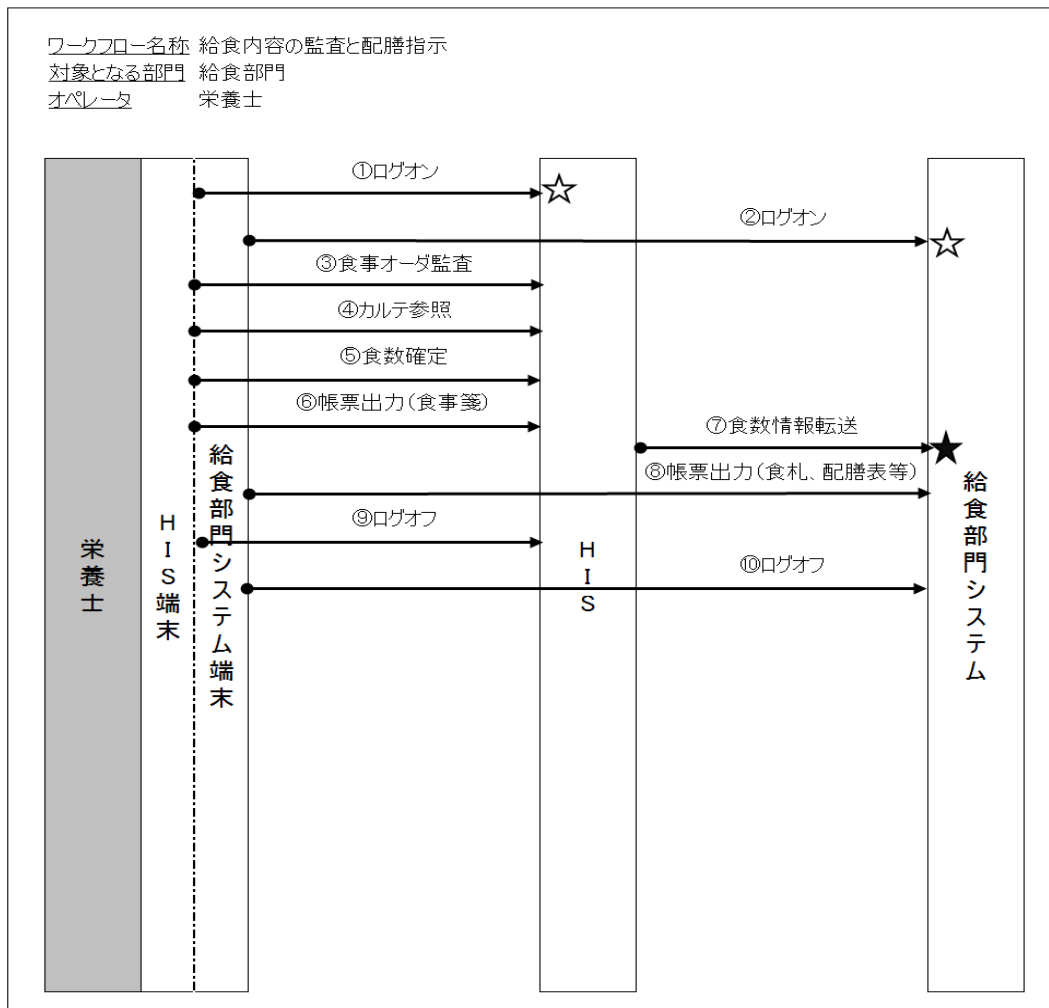 ワークフロー名称 給食内容の監査と配膳指示
対象となる部門 給食部門
オペレータ 栄養士
①ログオン
②ログオン
③食事オーダ監査
④カルテ参照
⑤食数確定
⑥帳票出力(食事箋)
⑦食数情報転送
⑧帳票出力(食札、配膳表等)
⑨ログオフ
⑩ログオフ
栄養士
HIS端末
給食部門システム端末
HIS
給食部門システム